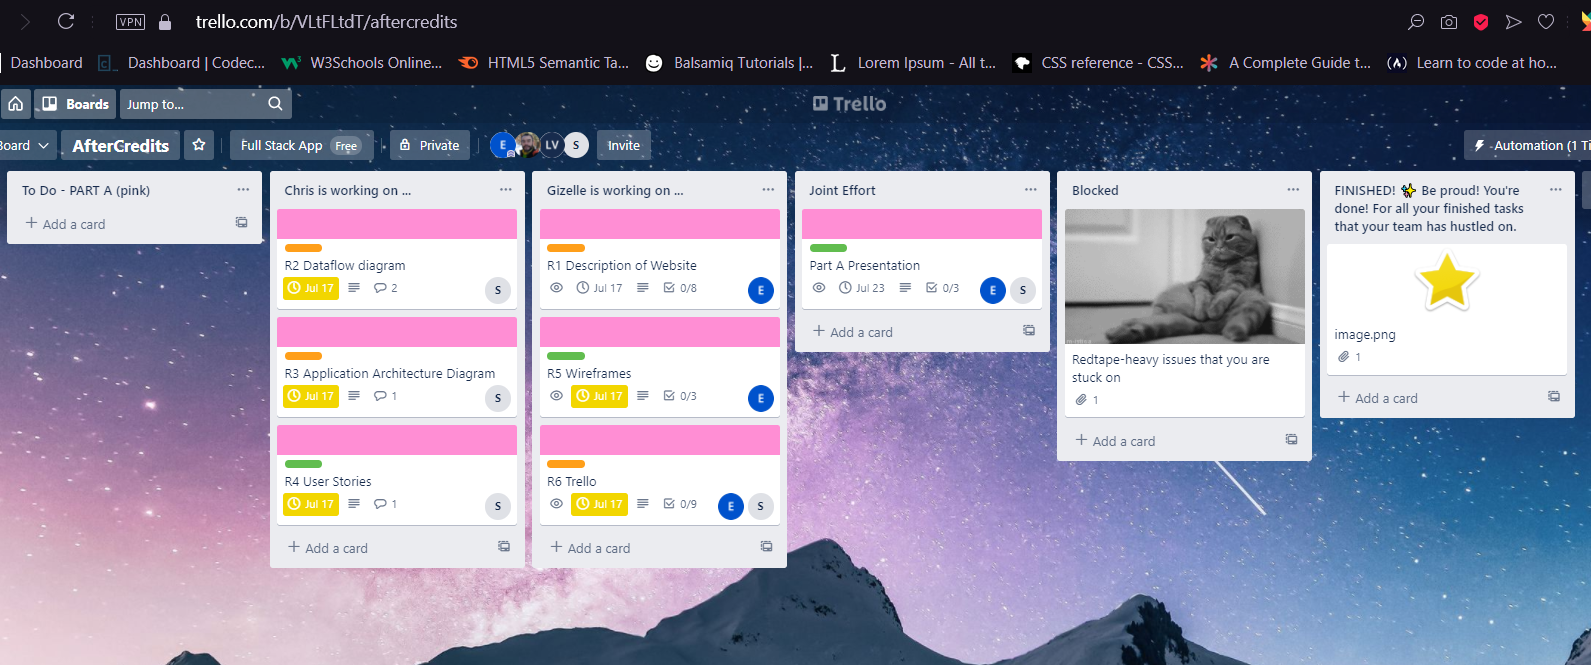 VPN trello.com/b/VLtFLtdT/aftercredits
Dashboard Dashboard | Codec... W3Schools Online... HTML5 Semantic Ta... Balsamiq Tutorials |... Lorem Ipsum - All t... CSS reference - CSS... A Complete Guide t... (∧) Learn to code at ho...
Boards Jump to... Trello
Board AfterCredits Full Stack App Free Private E LV S Invite Automation (1 Ti
To Do - PART A (pink)
+ Add a card
Chris is working on ...
R2 Dataflow diagram
Jul 17 2 S
R3 Application Architecture Diagram
Jul 17 1 S
R4 User Stories
Jul 17 1 S
+ Add a card
Gizelle is working on ...
R1 Description of Website
Jul 17 0/8 E
R5 Wireframes
Jul 17 0/3 E
R6 Trello
Jul 17 0/9 E S
+ Add a card
Joint Effort
Part A Presentation
Jul 23 0/3 E S
+ Add a card
Blocked
Redtape-heavy issues that you are
stuck on
1
+ Add a card
FINISHED! ✨ Be proud! You're
done! For all your finished tasks
that your team has hustled on.
image.png
1
+ Add a card